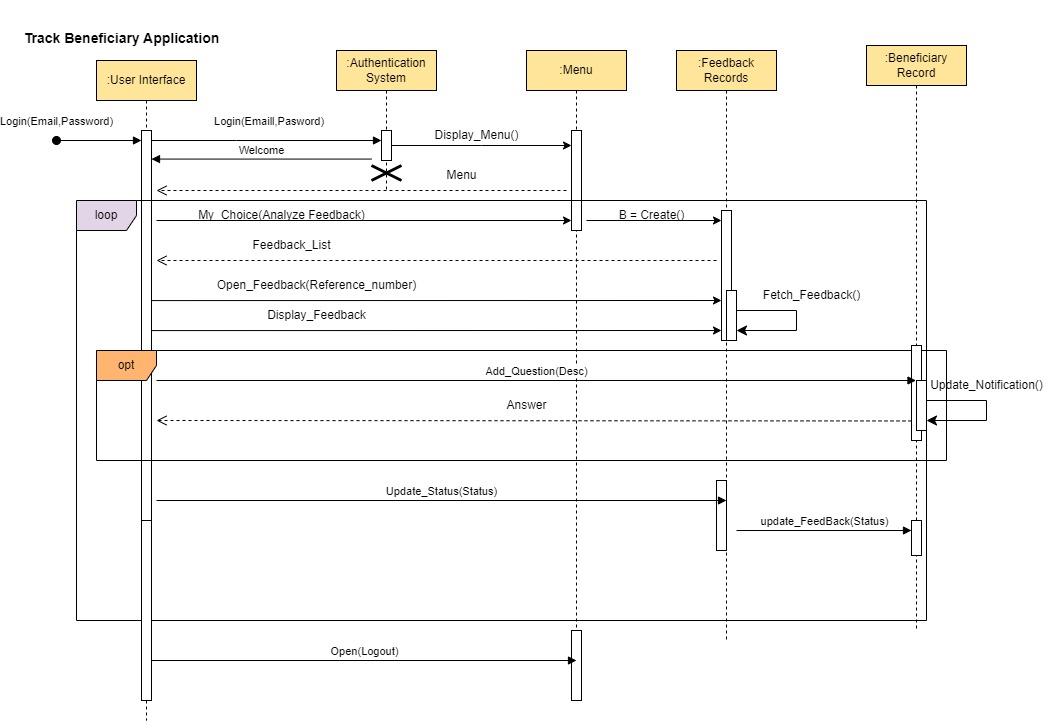 Track Beneficiary Application
:User Interface
:Authentication
System
:Menu
:Feedback
Records
:Beneficiary
Record
Login(Email,Password)
Login(Emaill,Pasword)
Display_Menu()
Welcome
Menu
loop
My_Choice(Analyze Feedback)
B = Create()
Feedback_List
Open_Feedback(Reference_number)
Fetch_Feedback()
Display_Feedback
opt
Add_Question(Desc)
Update_Notification()
Answer
Update_Status(Status)
update_FeedBack(Status)
Open(Logout)